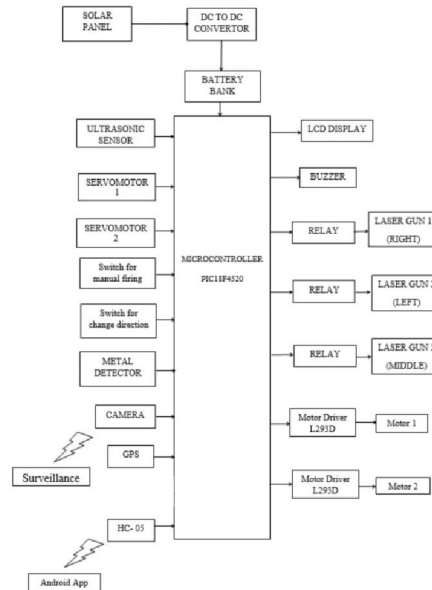 SOLAR
PANEL
DC TO DC
CONVERTOR
BATTERY
BANK
ULTRASONIC
SENSOR
SERVOMOTOR
1
SERVOMOTOR
2
Switch for
manual firing
Switch for
change direction
METAL
DETECTOR
CAMERA
GPS
Surveillance
HC- 05
Android App
MICROCONTROLLER
PIC18F4520
LCD DISPLAY
BUZZER
RELAY
LASER GUN 1
(RIGHT)
RELAY
LASER GUN 2
(LEFT)
RELAY
LASER GUN 3
(MIDDLE)
Motor Driver
L293D
Motor 1
Motor Driver
L293D
Motor 2